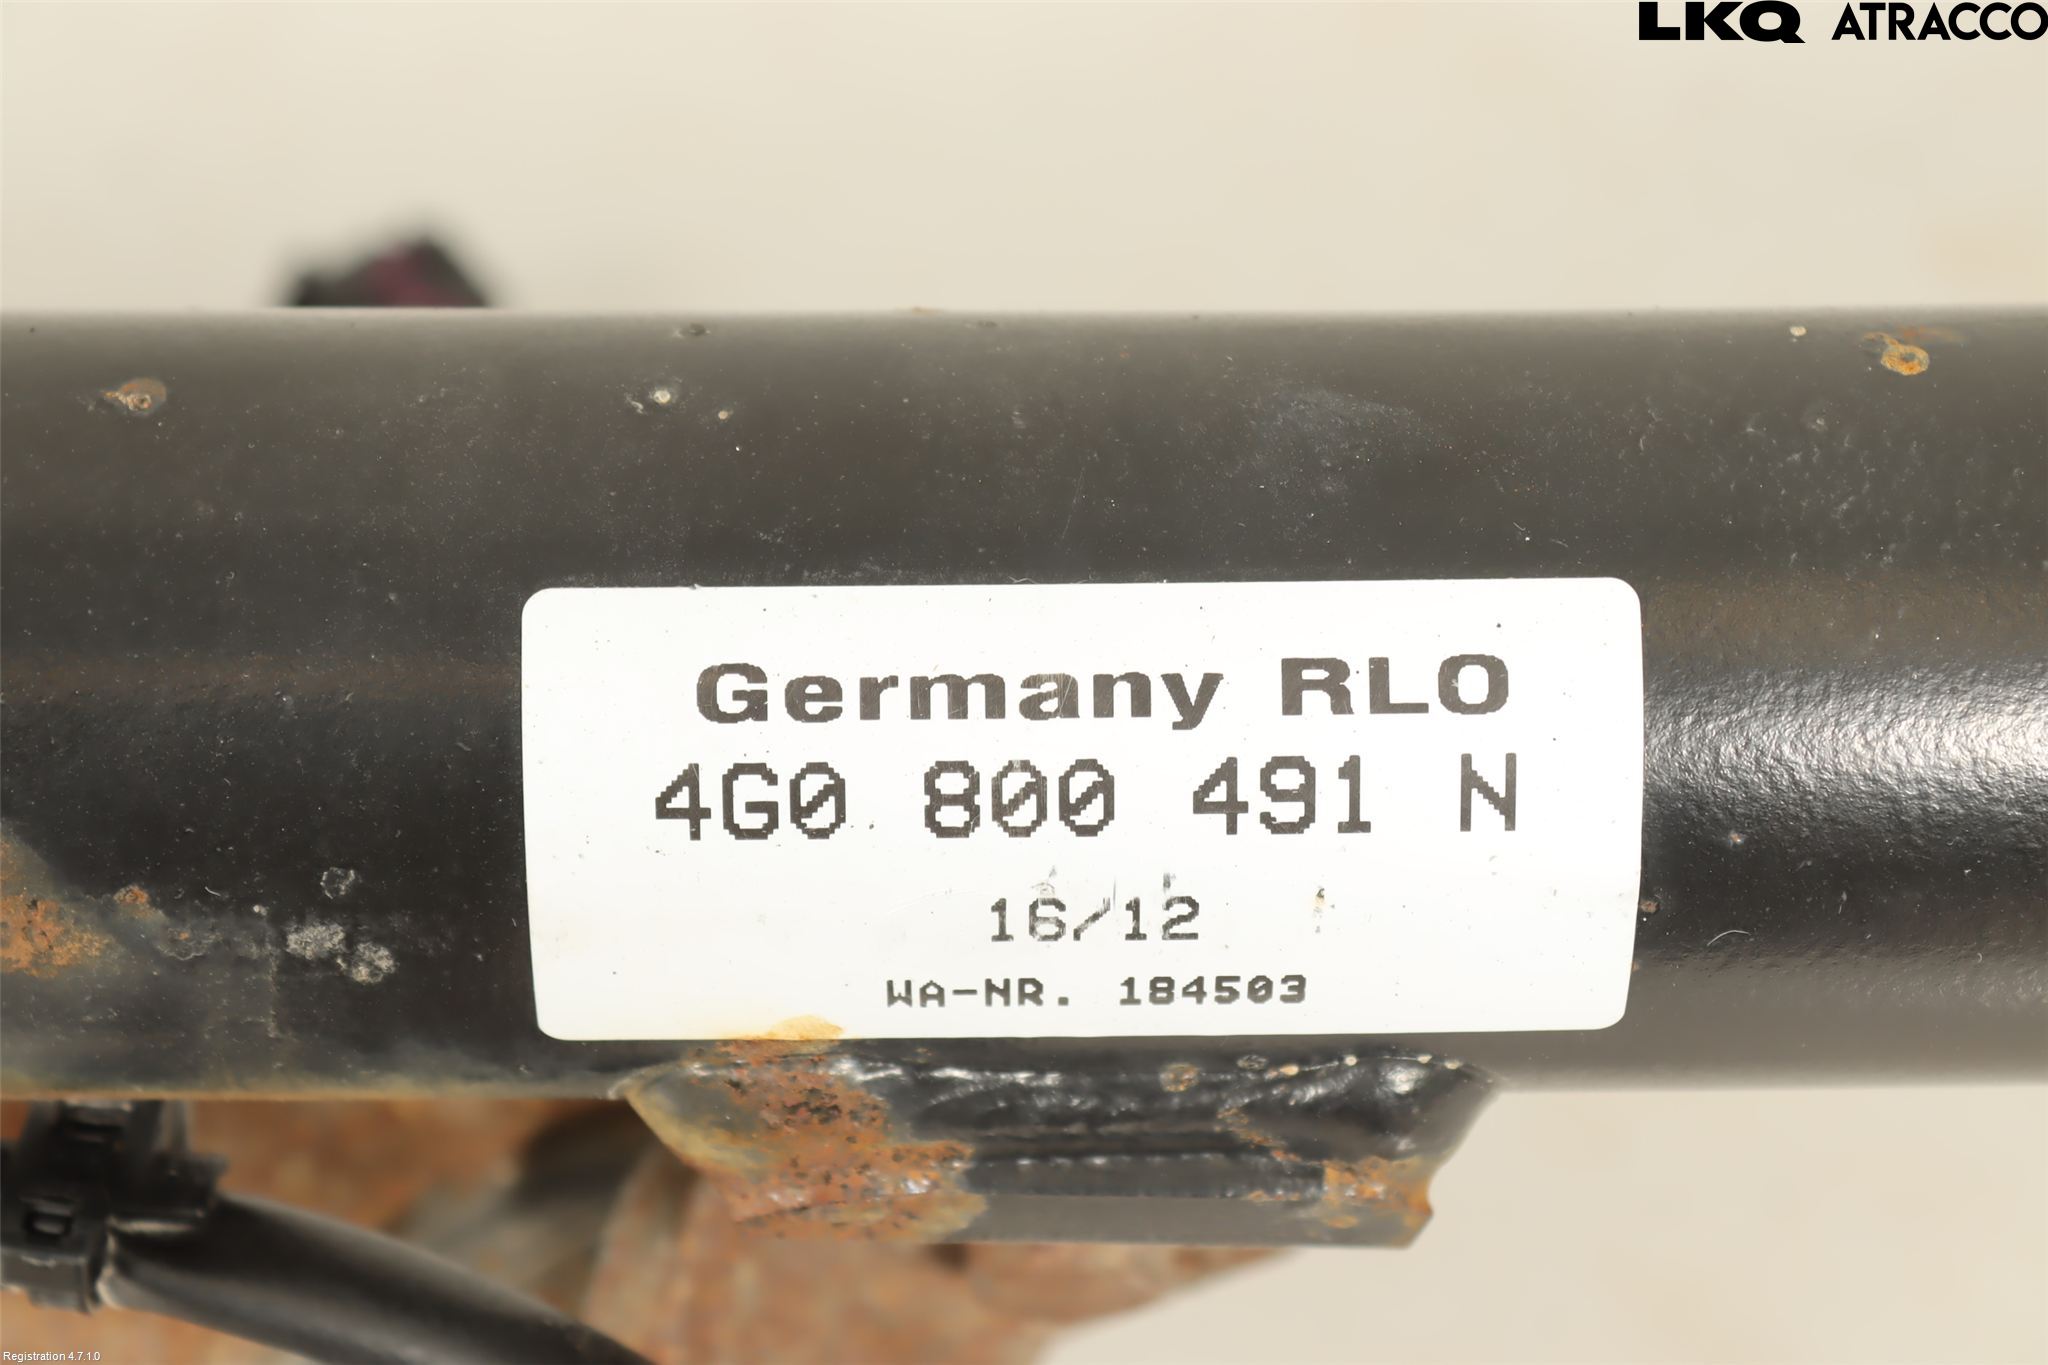 LKQ ATRACCO
Germany RLO
4G0 800 491 N
16/12
WA-NR. 184503
Registration 4.7.1.0